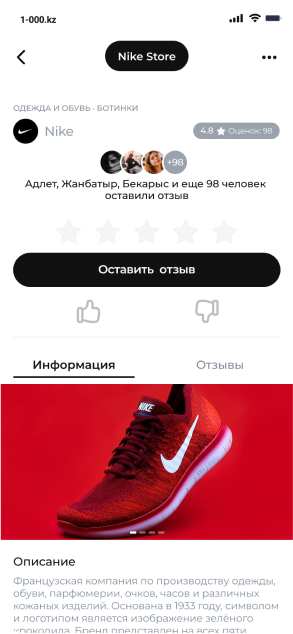 1-000.kz
Nike Store
ОДЕЖДА И ОБУВЬ · БОТИНКИ
Nike
4.8 Оценок: 98
+98
Адлет, Жанбатыр, Бекарыс и еще 98 человек
оставили отзыв
Оставить отзыв
Информация
Отзывы
NIKE
Описание
Французская компания по производству одежды,
обуви, парфюмерии, очков, часов и различных
кожаных изделий. Основана в 1933 году, символом
и логотипом является изображение зелёного
крокодила. Бренд представлен на всех пяти